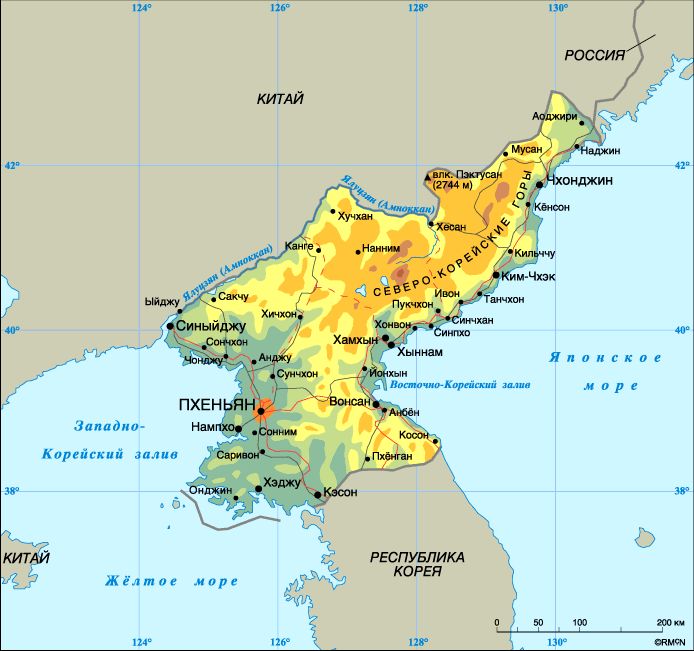 124°
126°
128°
130°
РОССИЯ
КИТАЙ
Аоджири
Мусан
Наджин
42°
42°
влк. Пэктусан
(2744 м)
Чхонджин
Ялуцзян (Амноккан)
Хучхан
Хесан
Кёнсон
СЕВЕРО-КОРЕЙСКИЕ ГОРЫ
Канге
Нанним
Кильччу
Ялуцзян (Амноккан)
Ким-Чхэк
Ыйджу
Сакчу
Ивон
Танчхон
Пукчхон
Хичхон
Синыйджу
Хонвон
Синчхан
Синпхо
40°
40°
Сончхон
Хамхын
Хыннам
Чонджу
Анджу
Японское
море
Сунчхон
Йонхын
Восточно-Корейский залив
ПХЕНЬЯН
Вонсан
Анбён
Западно-
Корейский залив
Нампхо
Сонним
Косон
Саривон
Пхёнган
Хэджу
Онджин
Кэсон
38°
38°
КИТАЙ
РЕСПУБЛИКА
КОРЕЯ
Жёлтое море
0 50 100 200 км
©RMCN
124°
126°
128°
130°